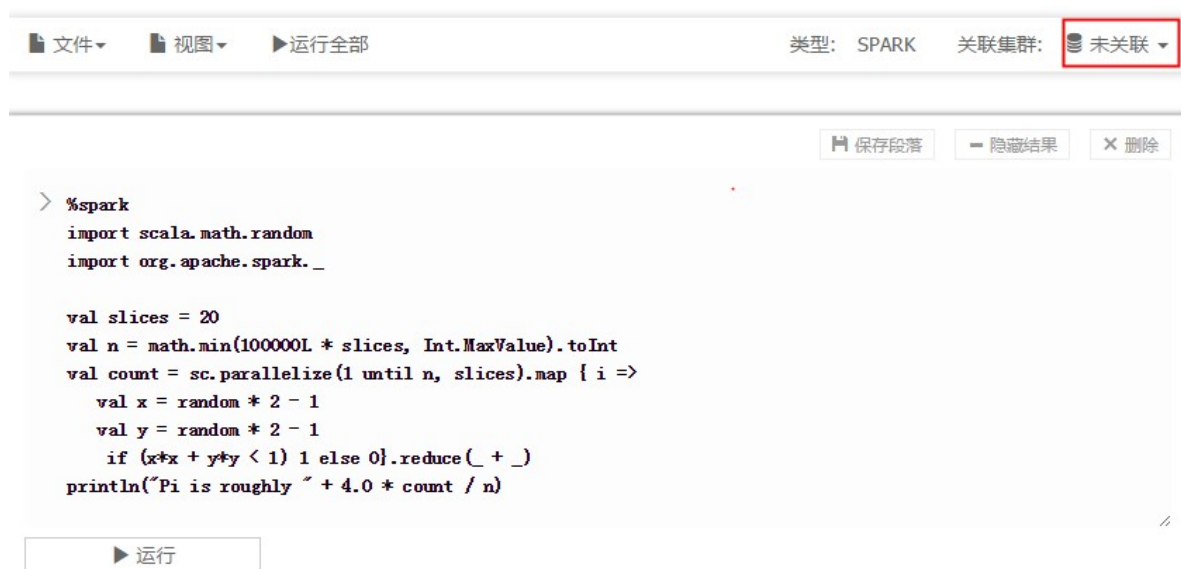 文件 视图 运行全部 类型: SPARK 关联集群: 未关联
保存段落 隐藏结果 删除
%spark
import scala.math.random
import org.apache.spark._
val slices = 20
val n = math.min(100000L * slices, Int.MaxValue).toInt
val count = sc.parallelize(1 until n, slices).map { i =>
val x = random * 2 - 1
val y = random * 2 - 1
if (x*x + y*y < 1) 1 else 0}.reduce(_ + _)
println("Pi is roughly " + 4.0 * count / n)
运行